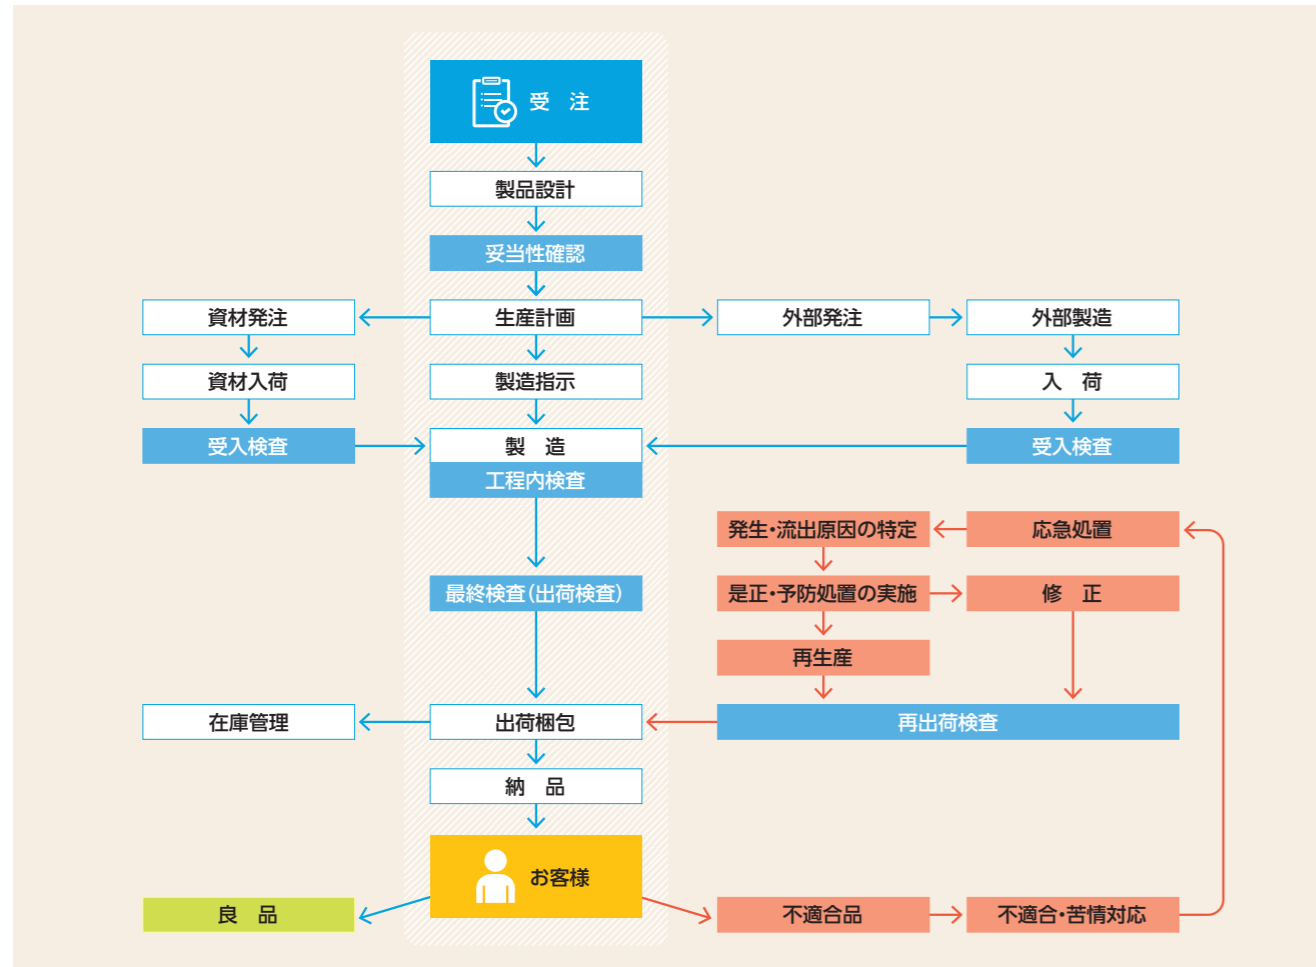 受　注
製品設計
妥当性確認
資材発注
生産計画
外部発注
外部製造
資材入荷
製造指示
入　荷
受入検査
製　造
受入検査
工程内検査
発生・流出原因の特定
応急処置
最終検査（出荷検査）
是正・予防処置の実施
修　正
再生産
在庫管理
出荷梱包
再出荷検査
納　品
お客様
良　品
不適合品
不適合・苦情対応